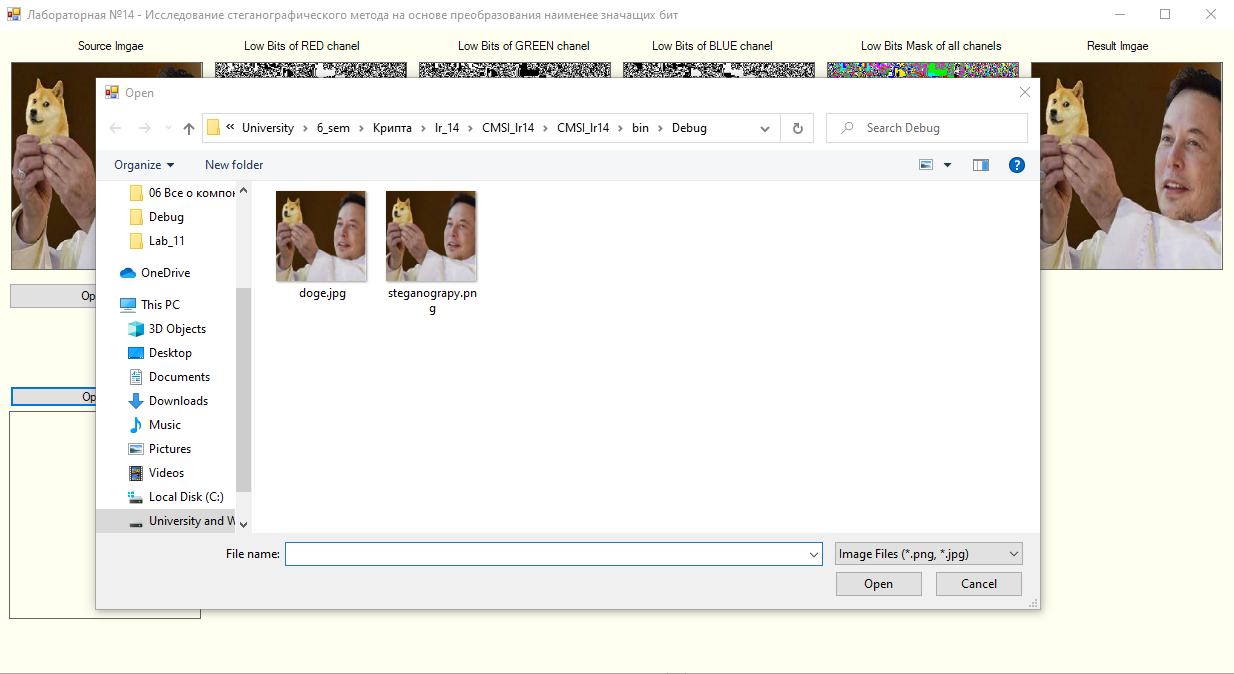 Лабораторная №14 - Исследование стеганографического метода на основе преобразования наименее значащих бит
Source Imgae
Low Bits of RED chanel
Low Bits of GREEN chanel
Low Bits of BLUE chanel
Low Bits Mask of all chanels
Result Imgae
Open
« University › 6_sem › Крипта › lr_14 › CMSI_lr14 › CMSI_lr14 › bin › Debug
Search Debug
Organize
New folder
06 Все о компон
Debug
Lab_11
OneDrive
This PC
3D Objects
Desktop
Documents
Downloads
Music
Pictures
Videos
Local Disk (C:)
University and W
doge.jpg
steganograpy.pn
g
Op
Op
File name:
Image Files (*.png, *.jpg)
Open
Cancel